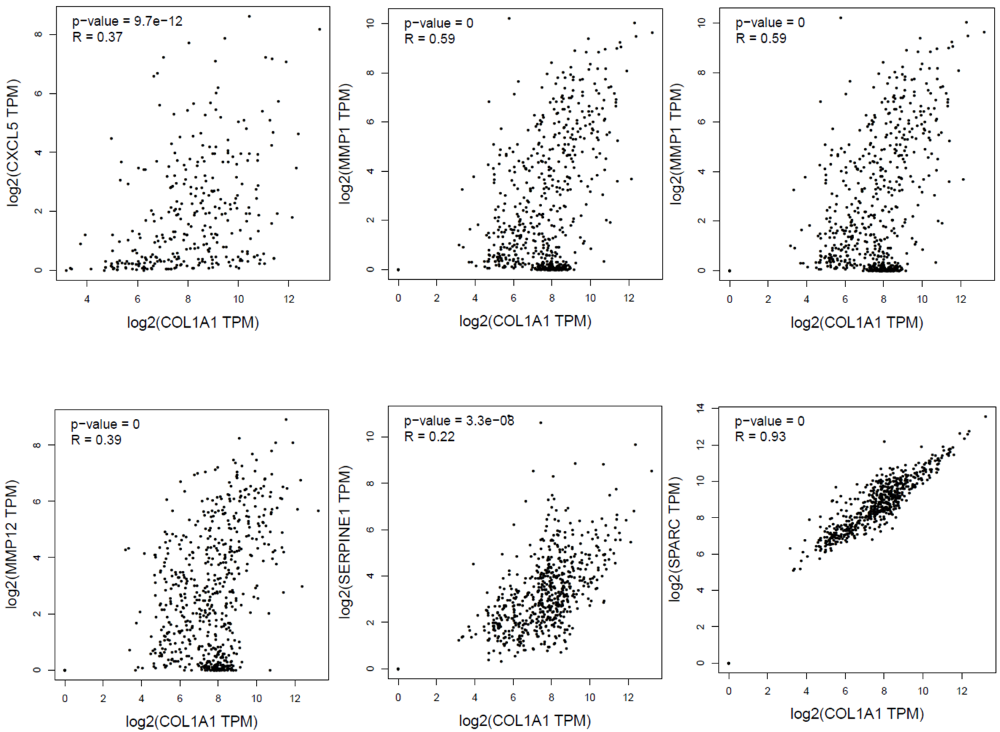 p−value = 9.7e−12
R = 0.37
8
6
4
2
0
4 6 8 10 12
log2(CXCL5 TPM)
log2(COL1A1 TPM)
p−value = 0
R = 0.59
10
8
6
4
2
0
0 2 4 6 8 10 12
log2(MMP1 TPM)
log2(COL1A1 TPM)
p−value = 0
R = 0.59
10
8
6
4
2
0
0 2 4 6 8 10 12
log2(MMP1 TPM)
log2(COL1A1 TPM)
p−value = 0
R = 0.39
8
6
4
2
0
0 2 4 6 8 10 12
log2(MMP12 TPM)
log2(COL1A1 TPM)
p−value = 3.3e−08
R = 0.22
10
8
6
4
2
0
0 2 4 6 8 10 12
log2(SERPINE1 TPM)
log2(COL1A1 TPM)
p−value = 0
R = 0.93
14
12
10
8
6
4
2
0
0 2 4 6 8 10 12
log2(SPARC TPM)
log2(COL1A1 TPM)